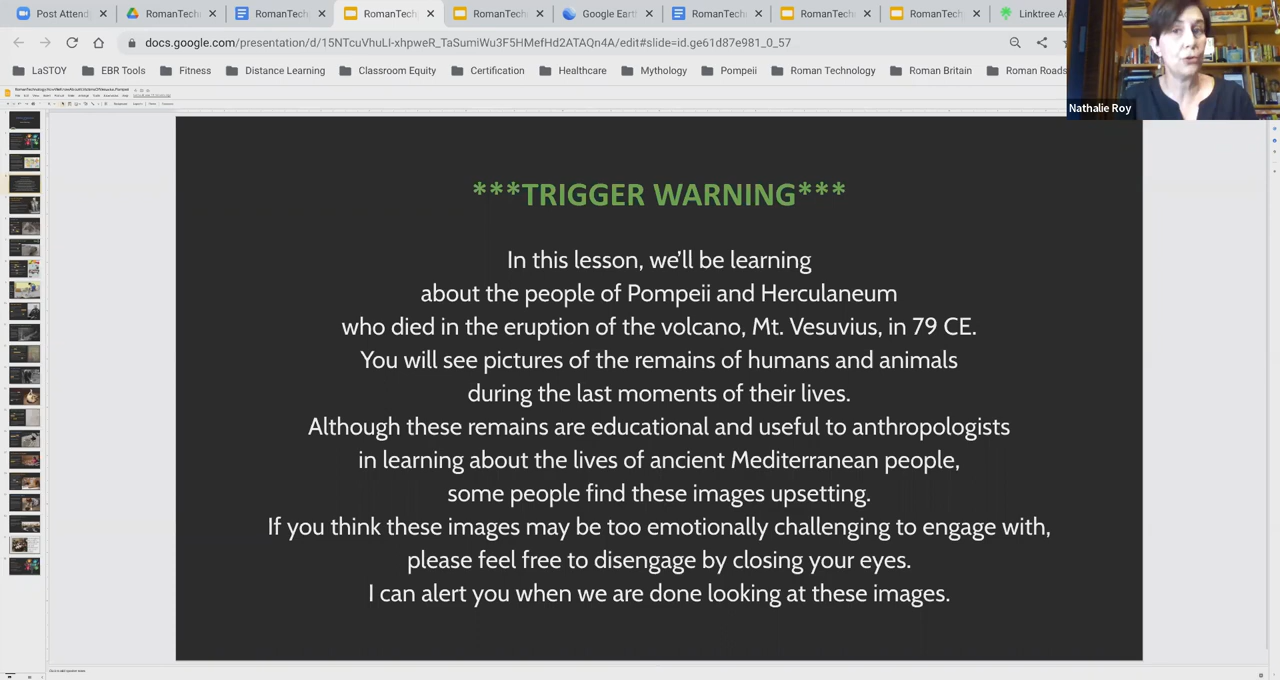 Post Attend
RomanTech
RomanTech
RomanTech
RomanTech
Google Eart
RomanTech
RomanTech
RomanTech
Linktree Ad
docs.google.com/presentation/d/15NTcuVhuLl-xhpweR_TaSumiWu3F5HMefHd2ATAQn4A/edit#slide=id.ge61d87e981_0_57
LaSTOY
EBR Tools
Fitness
Distance Learning
Classroom Equity
Certification
Healthcare
Mythology
Pompeii
Roman Technology
Roman Britain
Roman Roads
Nathalie Roy
***TRIGGER WARNING***
In this lesson, we'll be learning
about the people of Pompeii and Herculaneum
who died in the eruption of the volcano, Mt. Vesuvius, in 79 CE.
You will see pictures of the remains of humans and animals
during the last moments of their lives.
Although these remains are educational and useful to anthropologists
in learning about the lives of ancient Mediterranean people,
some people find these images upsetting.
If you think these images may be too emotionally challenging to engage with,
please feel free to disengage by closing your eyes.
I can alert you when we are done looking at these images.